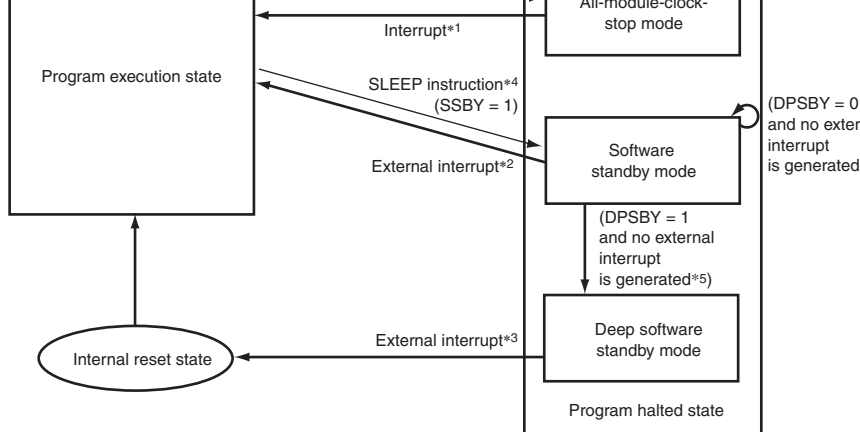 All-module-clock-
stop mode
Interrupt*1
Program execution state
SLEEP instruction*4
(SSBY = 1)
External interrupt*2
Software
standby mode
(DPSBY = 0
and no exter
interrupt
is generated
(DPSBY = 1
and no external
interrupt
is generated*5)
Deep software
standby mode
External interrupt*3
Internal reset state
Program halted state